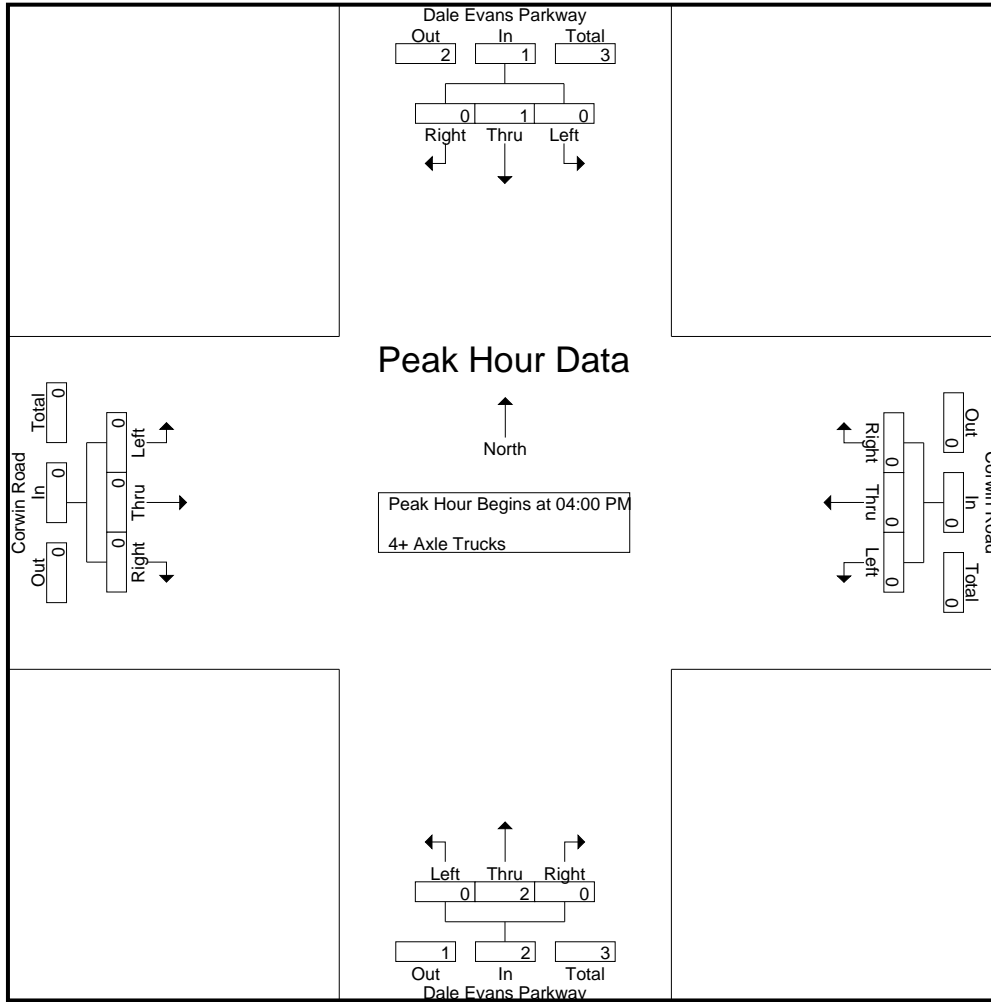 Dale Evans Parkway
Out In Total
2 1 3
0 1 0
Right Thru Left
Peak Hour Data
North
Peak Hour Begins at 04:00 PM
4+ Axle Trucks
Corwin Road
Total In Out
0 0 0
0 0 0
Left Thru Right
Right Thru Left
0 0 0
Out In Total
0 0 0
Corwin Road
Left Thru Right
0 2 0
1 2 3
Out In Total
Dale Evans Parkway